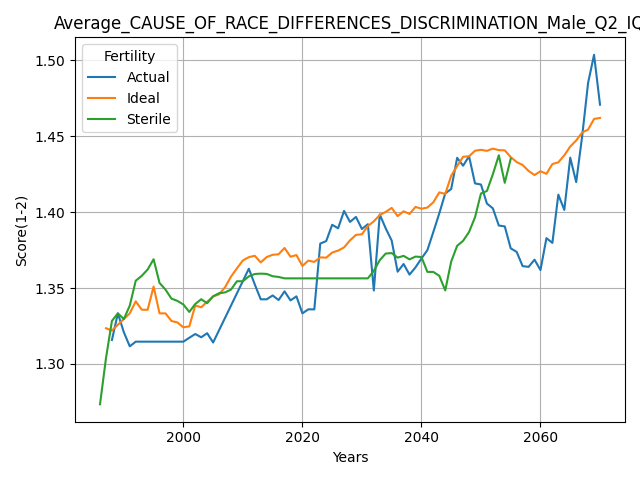 Average_CAUSE_OF_RACE_DIFFERENCES_DISCRIMINATION_Male_Q2_IQ
Fertility
Actual
Ideal
Sterile
Score(1-2)
1.50
1.45
1.40
1.35
1.30
2000 2020 2040 2060
Years